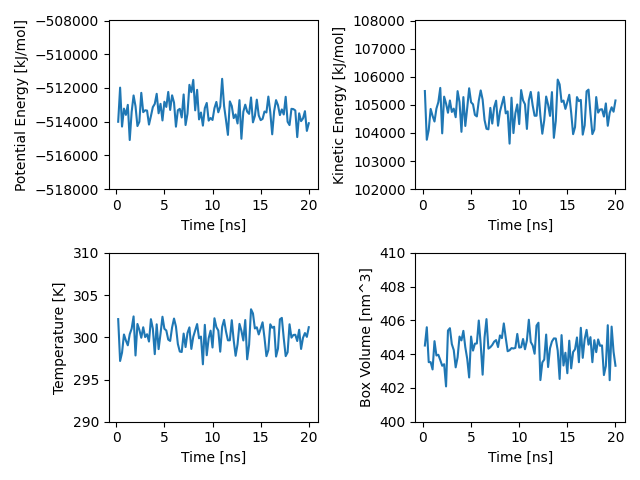 Potential Energy [kJ/mol]
−508000
−510000
−512000
−514000
−516000
−518000
0 5 10 15 20
Time [ns]
Kinetic Energy [kJ/mol]
108000
107000
106000
105000
104000
103000
102000
0 5 10 15 20
Time [ns]
Temperature [K]
310
305
300
295
290
0 5 10 15 20
Time [ns]
Box Volume [nm^3]
410
408
406
404
402
400
0 5 10 15 20
Time [ns]